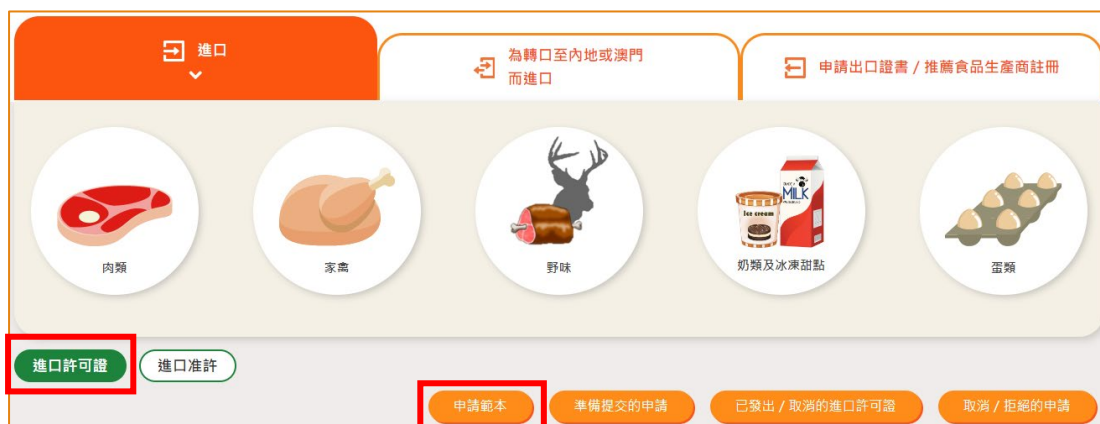 進口
為轉口至內地或澳門
而進口
申請出口證書 / 推薦食品生產商註冊
MILK
Ice cream
肉類
家禽
野味
奶類及冰凍甜點
蛋類
進口許可證
進口准許
申請範本
準備提交的申請
已發出 / 取消的進口許可證
取消 / 拒絕的申請